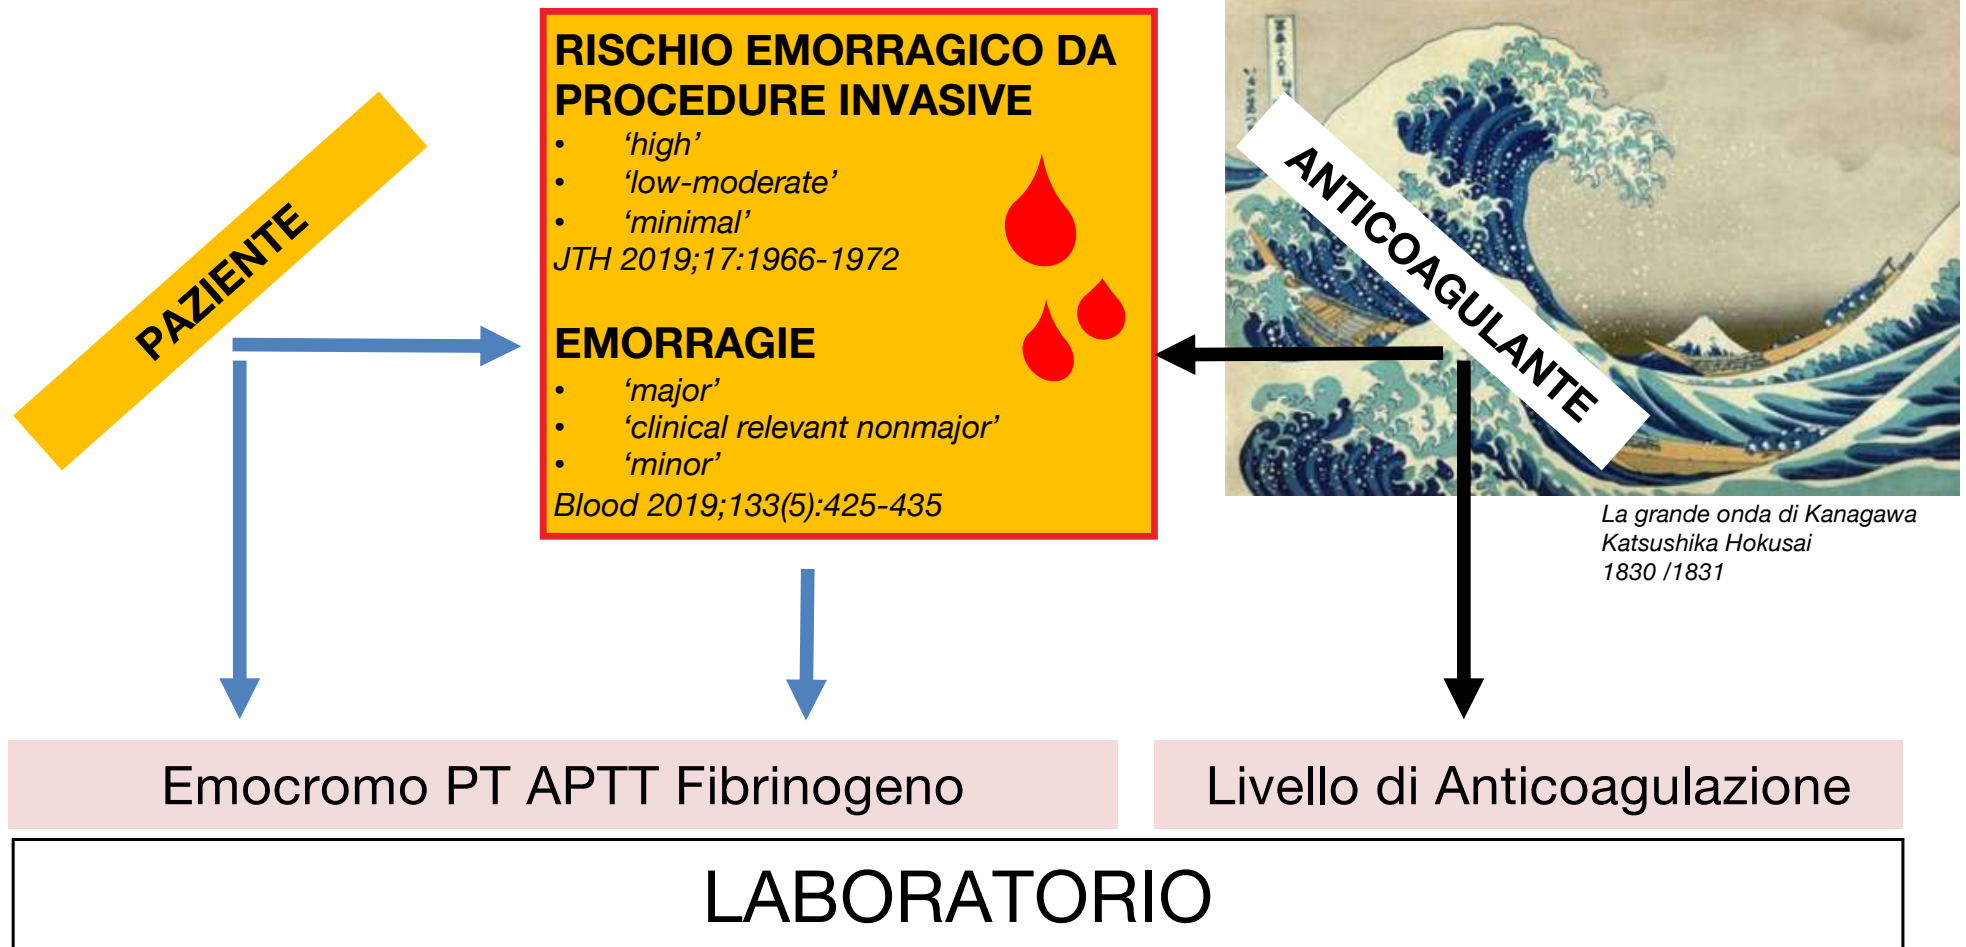 PAZIENTE
RISCHIO EMORRAGICO DA
PROCEDURE INVASIVE
• ‘high’
• ‘low-moderate’
• ‘minimal’
JTH 2019;17:1966-1972
EMORRAGIE
• ‘major’
• ‘clinical relevant nonmajor’
• ‘minor’
Blood 2019;133(5):425-435
ANTICOAGULANTE
La grande onda di Kanagawa
Katsushika Hokusai
1830 /1831
Emocromo PT APTT Fibrinogeno
Livello di Anticoagulazione
LABORATORIO